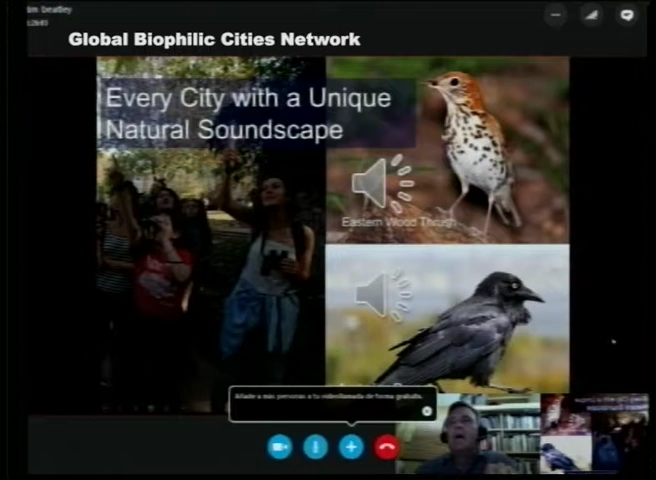 tim beatley
Global Biophilic Cities Network
Every City with a Unique
Natural Soundscape
Eastern Wood Thrush
Añade a más personas a tu videollamada de forma gratuita.